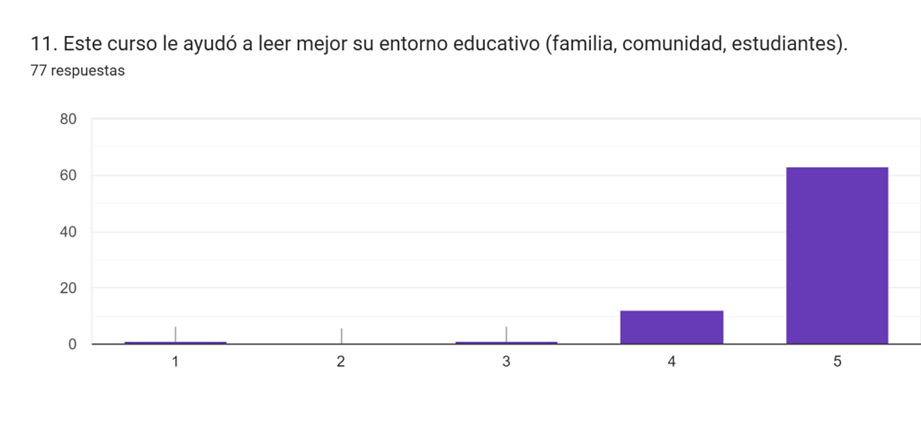 11. Este curso le ayudó a leer mejor su entorno educativo (familia, comunidad, estudiantes).
77 respuestas
80
60
40
20
0
1 2 3 4 5